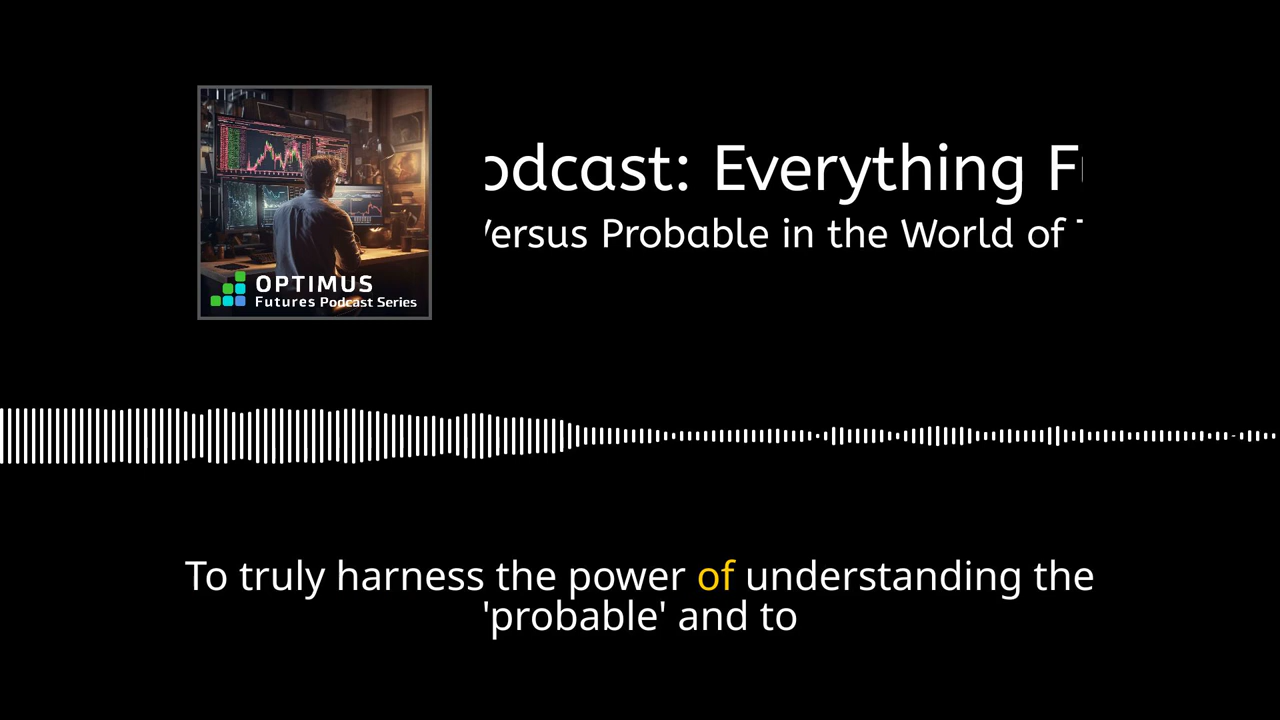 OPTIMUS
Futures Podcast Series
odcast: Everything F
Versus Probable in the World of T
To truly harness the power of understanding the
'probable' and to